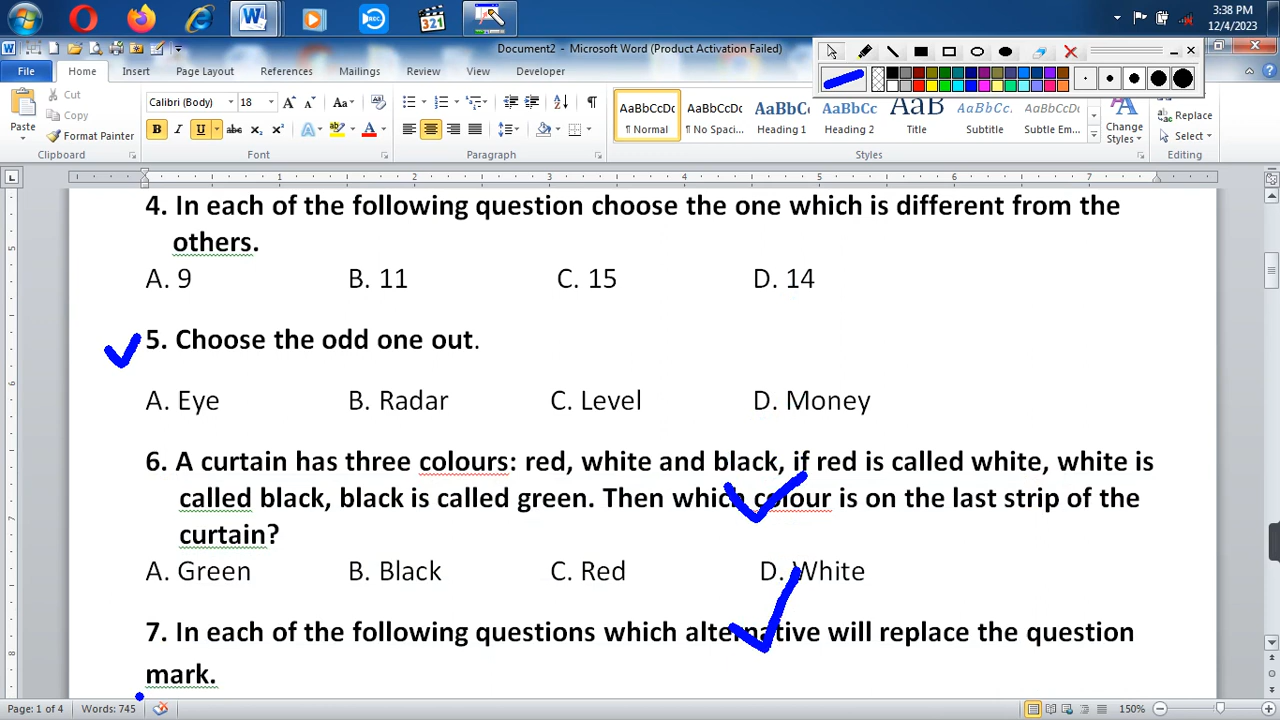 3:38 PM
12/4/2023
Document2 - Microsoft Word (Product Activation Failed)
File Home Insert Page Layout References Mailings Review View Developer
Paste
Cut
Copy
Format Painter
Clipboard
Calibri (Body) 18
Font
Paragraph
AaBbCcDc
¶ Normal
AaBbCcDc
¶ No Spaci...
AaBbC
Heading 1
AaBbCc
Heading 2
AaB
Title
AaBbCc.
Subtitle
AaBbCcDc
Subtle Em...
Change
Styles
Styles
Replace
Select
Editing
4. In each of the following question choose the one which is different from the
others.
A. 9 B. 11 C. 15 D. 14
5. Choose the odd one out.
A. Eye B. Radar C. Level D. Money
6. A curtain has three colours: red, white and black, if red is called white, white is
called black, black is called green. Then which colour is on the last strip of the
curtain?
A. Green B. Black C. Red D. White
7. In each of the following questions which alternative will replace the question
mark.
Page: 1 of 4 Words: 745 150%